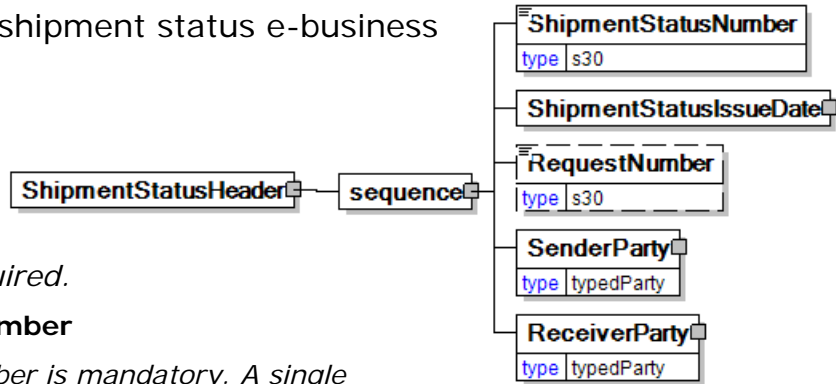 shipment status e-business
ShipmentStatusNumber
type s30
ShipmentStatusIssueDate
RequestNumber
type s30
ShipmentStatusHeader
sequence
SenderParty
type typedParty
ReceiverParty
type typedParty
uired.
mber
ber is mandatory. A single